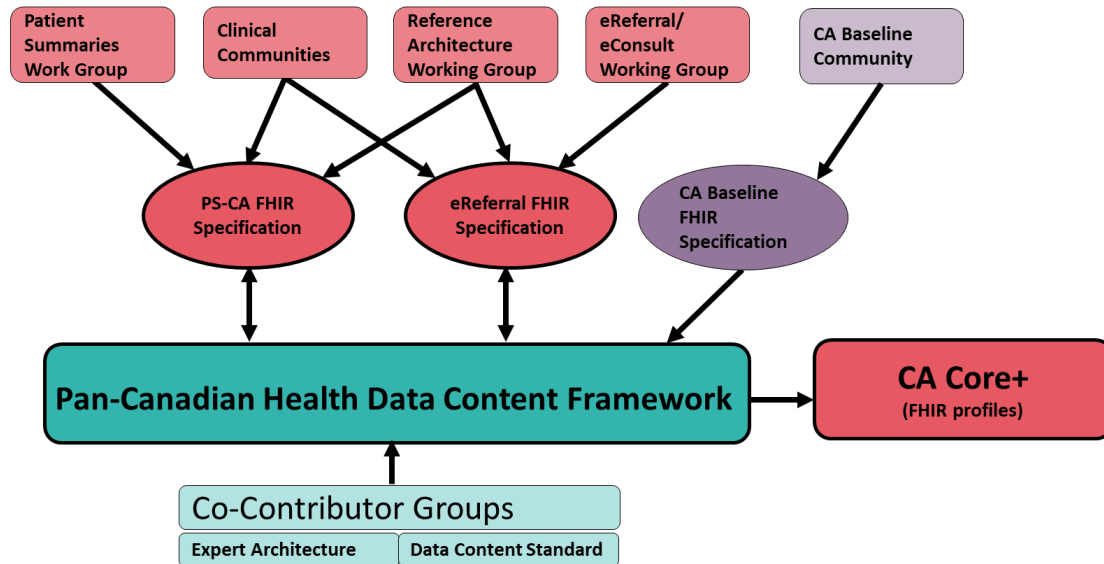 Patient
Summaries
Work Group
Clinical
Communities
Reference
Architecture
Working Group
eReferral/
eConsult
Working Group
CA Baseline
Community
PS-CA FHIR
Specification
eReferral FHIR
Specification
CA Baseline
FHIR
Specification
Pan-Canadian Health Data Content Framework
CA Core+
(FHIR profiles)
Co-Contributor Groups
Expert Architecture
Data Content Standard